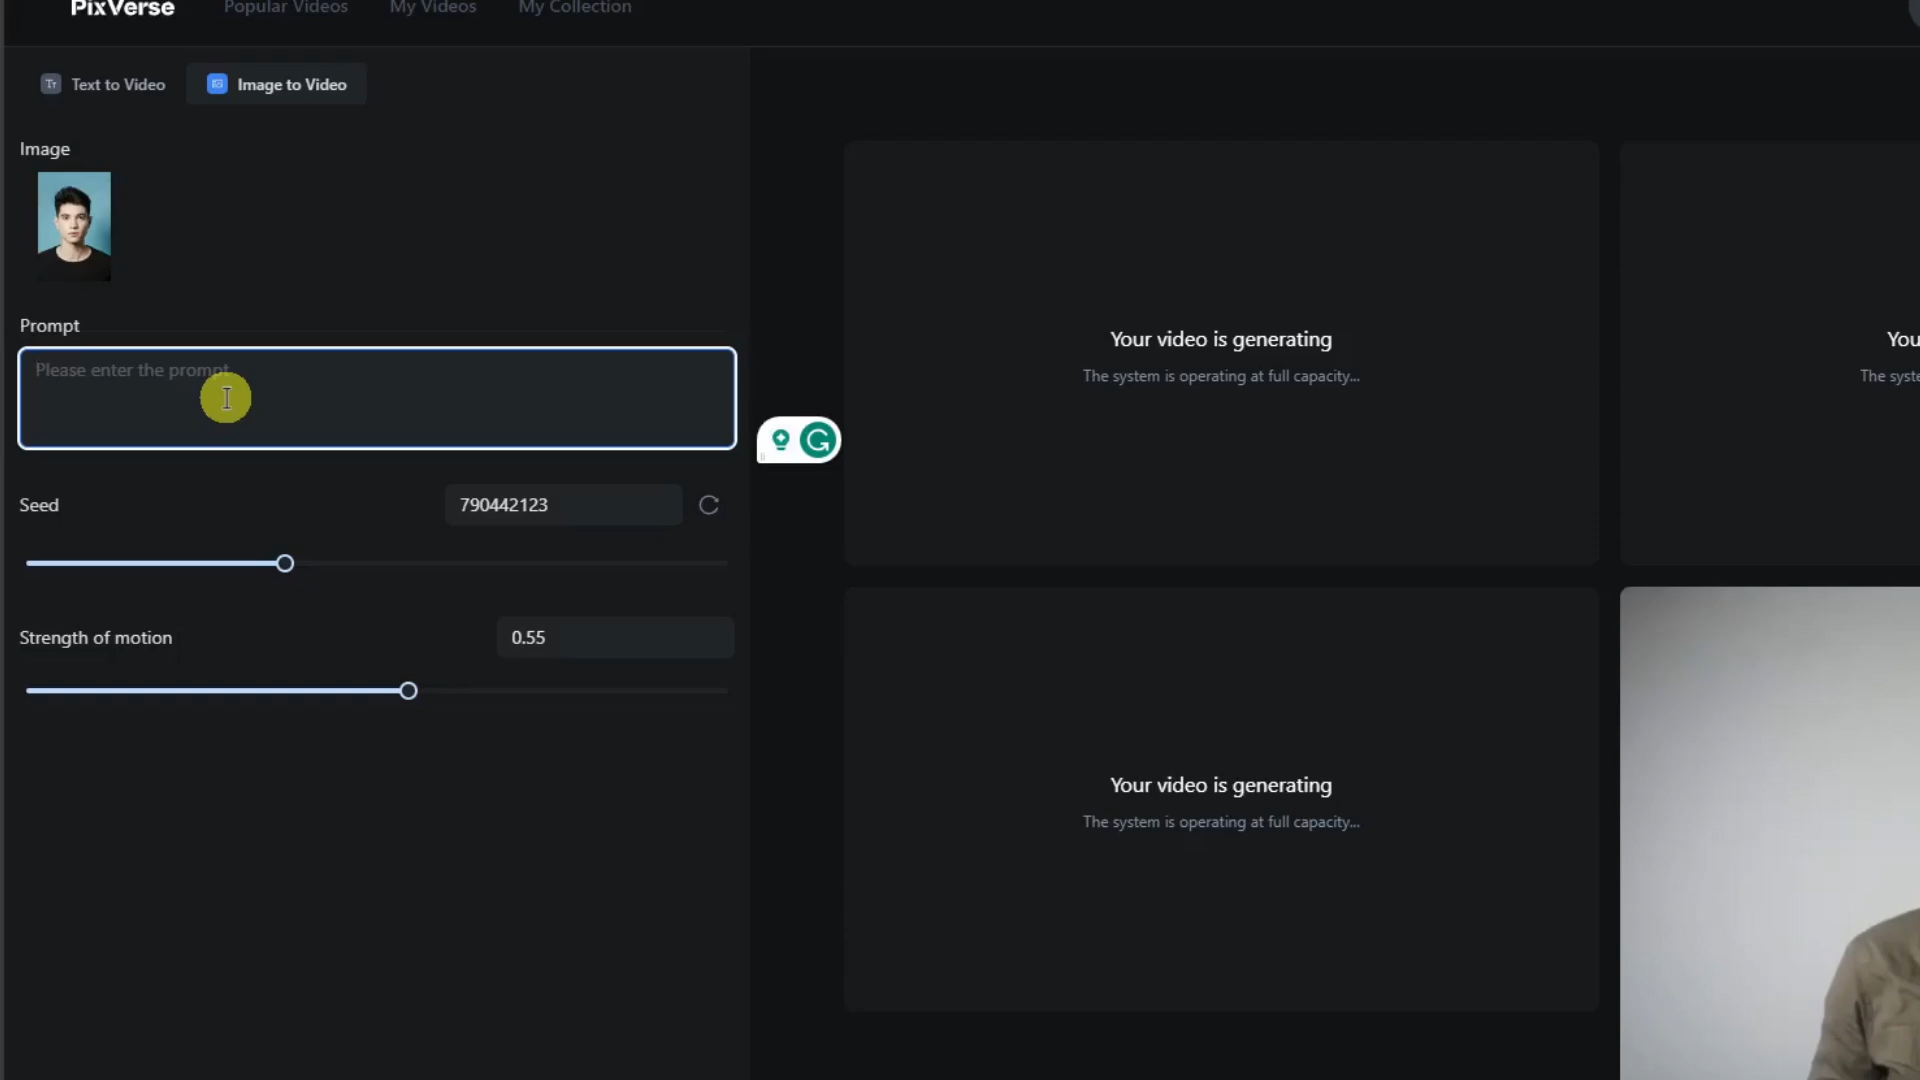 PixVerse Popular Videos My Videos My Collection
Text to Video Image to Video
Image
Prompt
Please enter the prompt
Seed 790442123
Strength of motion 0.55
Your video is generating
The system is operating at full capacity...
You
The syste
Your video is generating
The system is operating at full capacity...